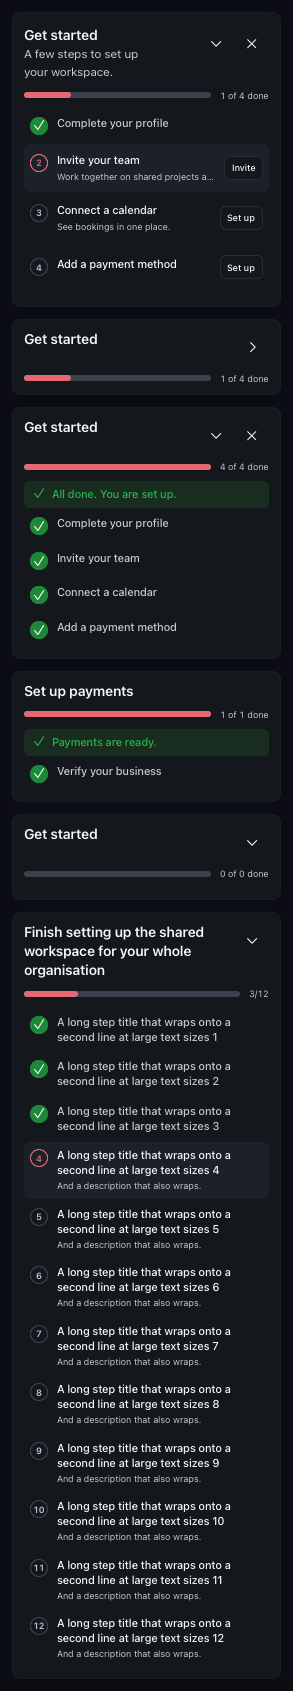 Get started
A few steps to set up
your workspace.
1 of 4 done
Complete your profile
2
Invite your team
Work together on shared projects a...
Invite
3
Connect a calendar
See bookings in one place.
Set up
4
Add a payment method
Set up
Get started
1 of 4 done
Get started
4 of 4 done
All done. You are set up.
Complete your profile
Invite your team
Connect a calendar
Add a payment method
Set up payments
1 of 1 done
Payments are ready.
Verify your business
Get started
0 of 0 done
Finish setting up the shared
workspace for your whole
organisation
3/12
A long step title that wraps onto a
second line at large text sizes 1
A long step title that wraps onto a
second line at large text sizes 2
A long step title that wraps onto a
second line at large text sizes 3
4
A long step title that wraps onto a
second line at large text sizes 4
And a description that also wraps.
5
A long step title that wraps onto a
second line at large text sizes 5
And a description that also wraps.
6
A long step title that wraps onto a
second line at large text sizes 6
And a description that also wraps.
7
A long step title that wraps onto a
second line at large text sizes 7
And a description that also wraps.
8
A long step title that wraps onto a
second line at large text sizes 8
And a description that also wraps.
9
A long step title that wraps onto a
second line at large text sizes 9
And a description that also wraps.
10
A long step title that wraps onto a
second line at large text sizes 10
And a description that also wraps.
11
A long step title that wraps onto a
second line at large text sizes 11
And a description that also wraps.
12
A long step title that wraps onto a
second line at large text sizes 12
And a description that also wraps.